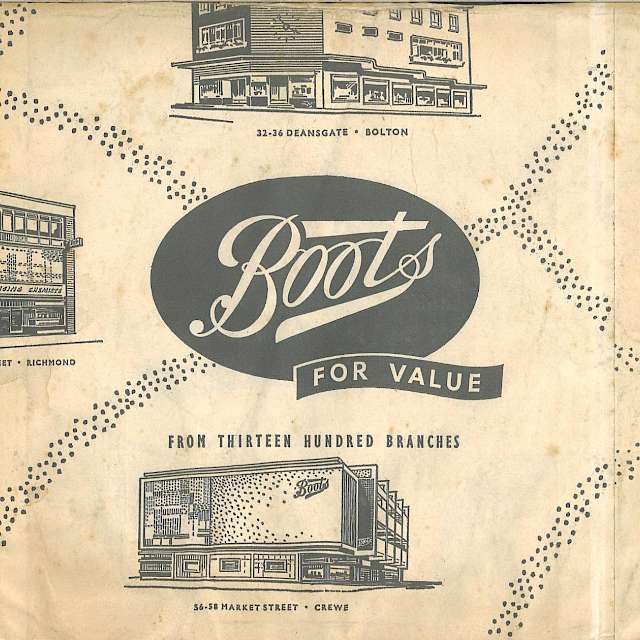 32-36 DEANSGATE • BOLTON
Boots
FOR VALUE
ET • RICHMOND
FROM THIRTEEN HUNDRED BRANCHES
Boots
56-58 MARKET STREET • CREWE